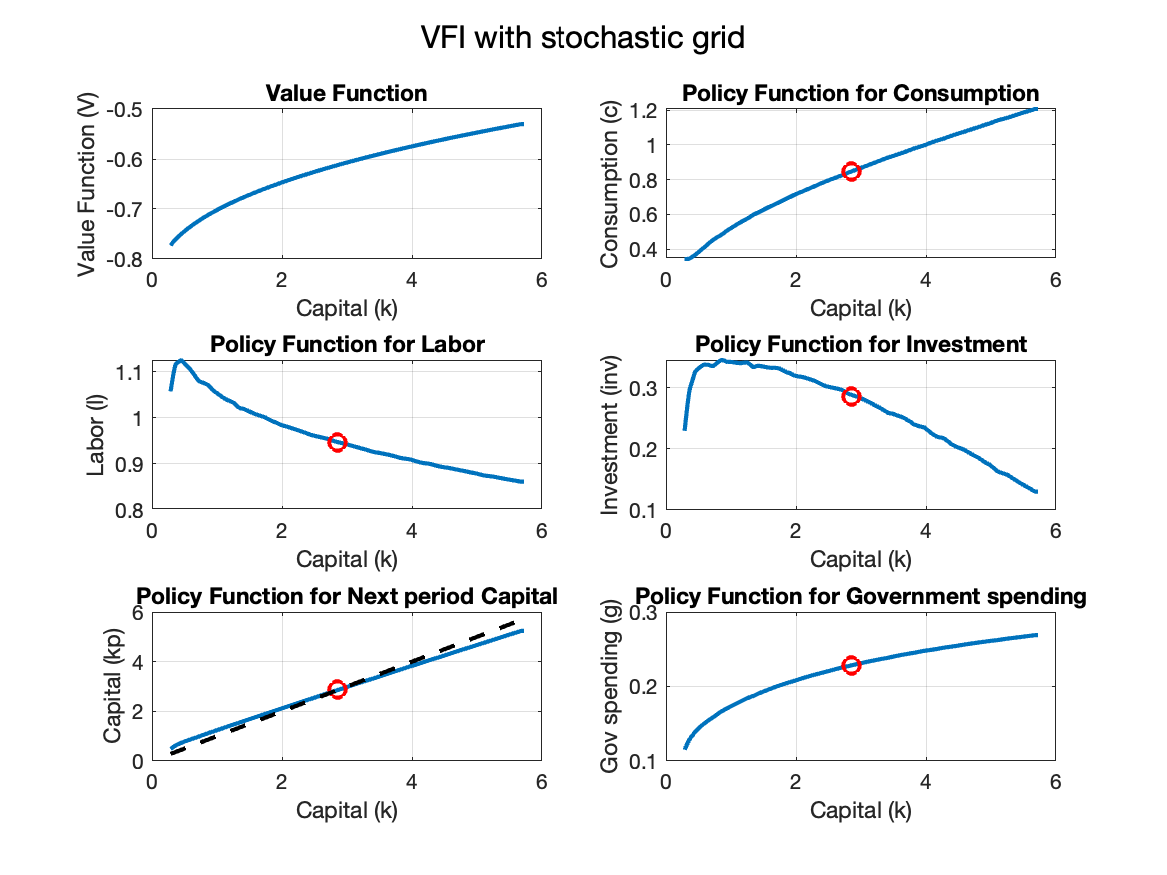 VFI with stochastic grid
Value Function
Value Function (V)
-0.5
-0.6
-0.7
-0.8
0 2 4 6
Capital (k)
Policy Function for Consumption
Consumption (c)
1.2
1
0.8
0.6
0.4
0 2 4 6
Capital (k)
Policy Function for Labor
Labor (l)
1.1
1
0.9
0.8
0 2 4 6
Capital (k)
Policy Function for Investment
Investment (inv)
0.3
0.2
0.1
0 2 4 6
Capital (k)
Policy Function for Next period Capital
Capital (kp)
6
4
2
0
0 2 4 6
Capital (k)
Policy Function for Government spending
Gov spending (g)
0.3
0.2
0.1
0 2 4 6
Capital (k)